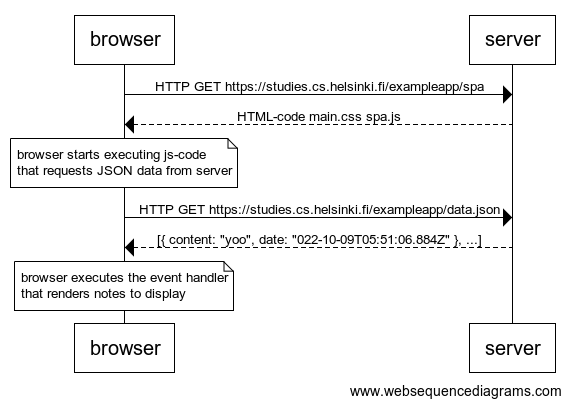 browser
server
HTTP GET https://studies.cs.helsinki.fi/exampleapp/spa
HTML-code main.css spa.js
browser starts executing js-code
that requests JSON data from server
HTTP GET https://studies.cs.helsinki.fi/exampleapp/data.json
[{ content: "yoo", date: "022-10-09T05:51:06.884Z" }, ...]
browser executes the event handler
that renders notes to display
browser
server
www.websequencediagrams.com